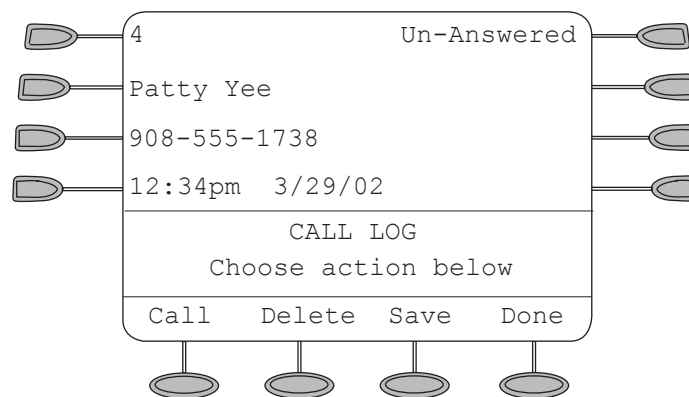 4 Un-Answered
Patty Yee
908-555-1738
12:34pm 3/29/02
CALL LOG
Choose action below
Call Delete Save Done